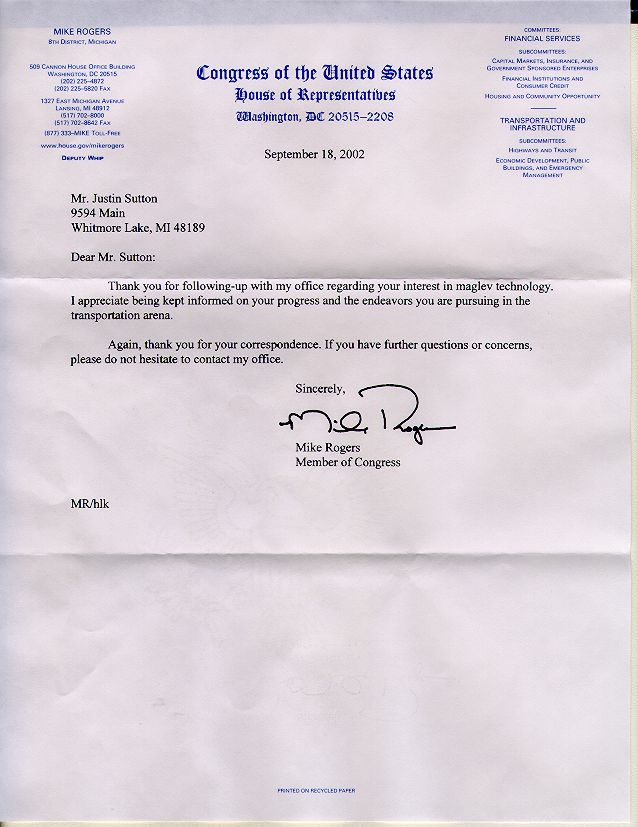 MIKE ROGERS
8TH DISTRICT, MICHIGAN
509 CANNON HOUSE OFFICE BUILDING
WASHINGTON, DC 20515
(202) 225-4872
(202) 225-5820 FAX
1327 EAST MICHIGAN AVENUE
LANSING, MI 48912
(517) 702-8000
(517) 702-8642 FAX
(877) 333-MIKE TOLL-FREE
www.house.gov/mikerogers
DEPUTY WHIP
Congress of the United States
House of Representatives
Washington, DC 20515-2208
COMMITTEES:
FINANCIAL SERVICES
SUBCOMMITTEES:
CAPITAL MARKETS, INSURANCE, AND
GOVERNMENT SPONSORED ENTERPRISES
FINANCIAL INSTITUTIONS AND
CONSUMER CREDIT
HOUSING AND COMMUNITY OPPORTUNITY
TRANSPORTATION AND
INFRASTRUCTURE
SUBCOMMITTEES:
HIGHWAYS AND TRANSIT
ECONOMIC DEVELOPMENT, PUBLIC
BUILDINGS, AND EMERGENCY
MANAGEMENT
September 18, 2002
Mr. Justin Sutton
9594 Main
Whitmore Lake, MI 48189
Dear Mr. Sutton:
Thank you for following-up with my office regarding your interest in maglev technology.
I appreciate being kept informed on your progress and the endeavors you are pursuing in the
transportation arena.
Again, thank you for your correspondence. If you have further questions or concerns,
please do not hesitate to contact my office.
Sincerely,
Mike Rogers
Mike Rogers
Member of Congress
MR/hlk
PRINTED ON RECYCLED PAPER